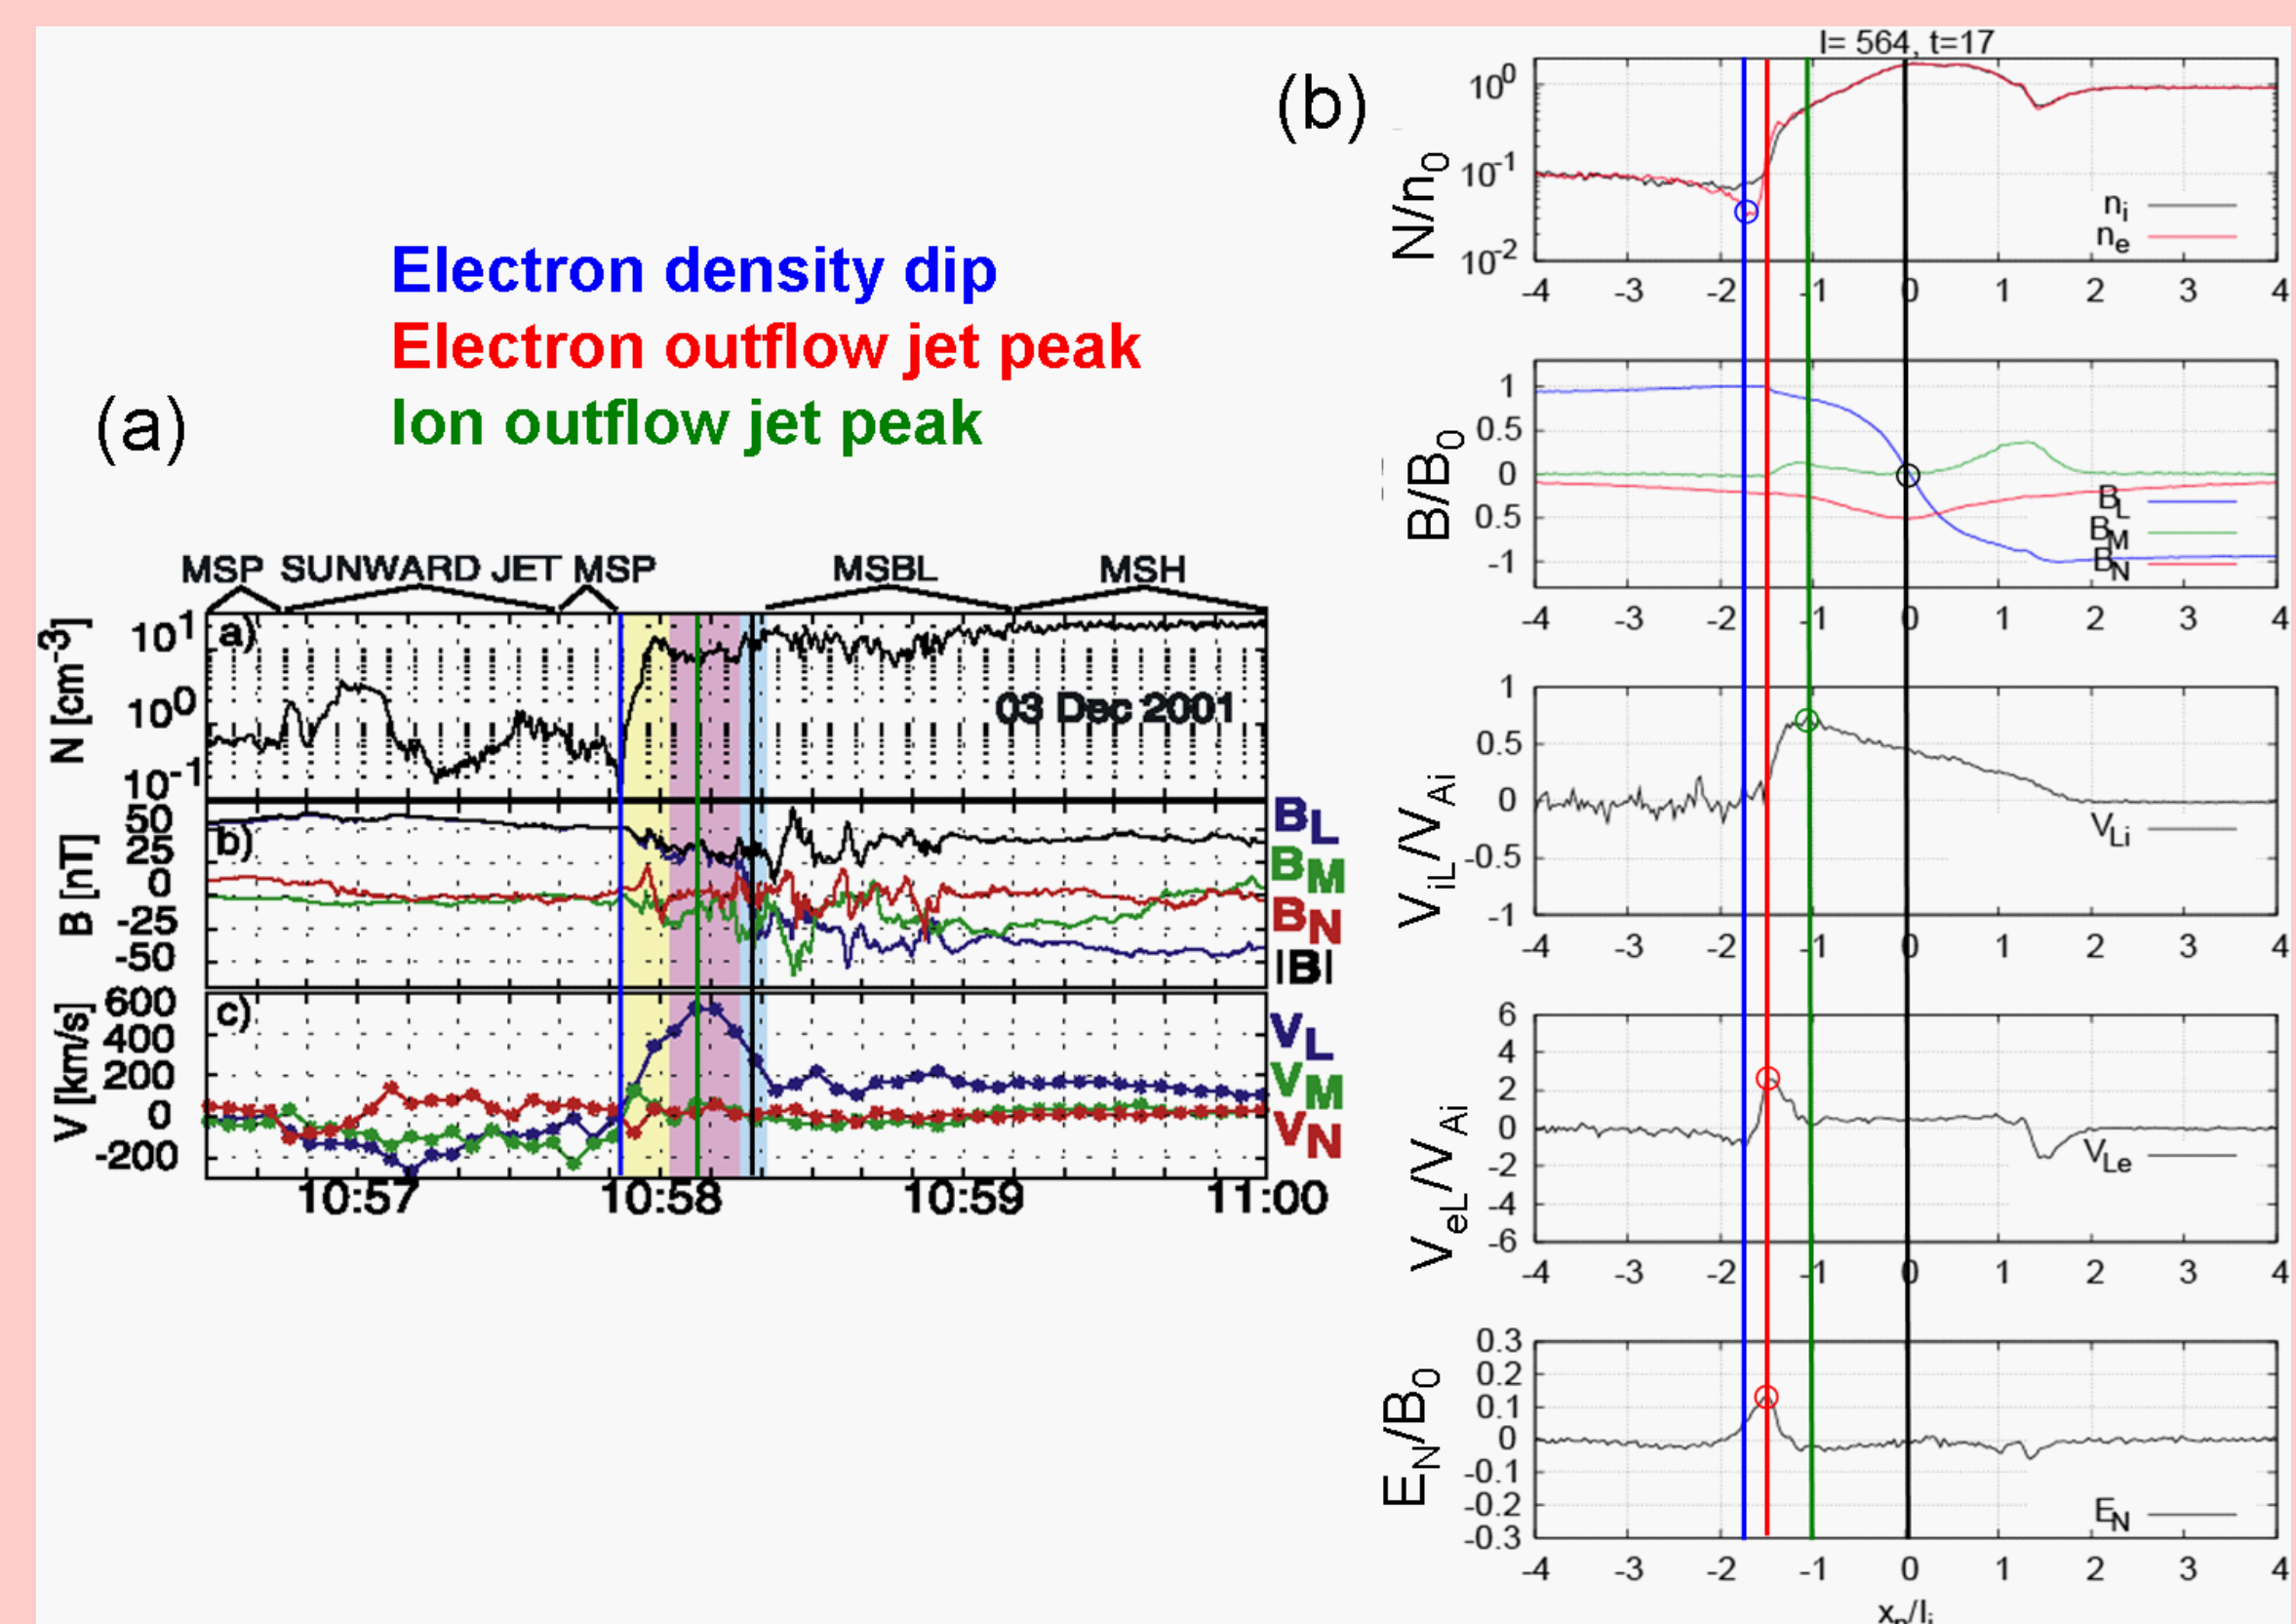 (a)
Electron density dip
Electron outflow jet peak
Ion outflow jet peak
MSP SUNWARD JET MSP MSBL MSH
a)
N [cm-3]
101
100
10-1
03 Dec 2001
b)
B [nT]
50
25
0
-25
-50
BL
BM
BN
|B|
c)
V [km/s]
600
400
200
0
-200
VL
VM
VN
10:57 10:58 10:59 11:00
(b)
I= 564, t=17
N/n0
100
10-1
10-2
ni
ne
-4 -3 -2 -1 0 1 2 3 4
B/B0
1
0.5
0
0.5
-1
BL
BM
BN
-4 -3 -2 -1 0 1 2 3 4
ViL/VAi
1
0.5
0
-0.5
-1
VLi
-4 -3 -2 -1 0 1 2 3 4
VeL/VAi
6
4
2
0
-2
-4
-6
VLe
-4 -3 -2 -1 0 1 2 3 4
EN/B0
0.3
0.2
0.1
0
-0.1
-0.2
-0.3
EN
-4 -3 -2 -1 0 1 2 3 4